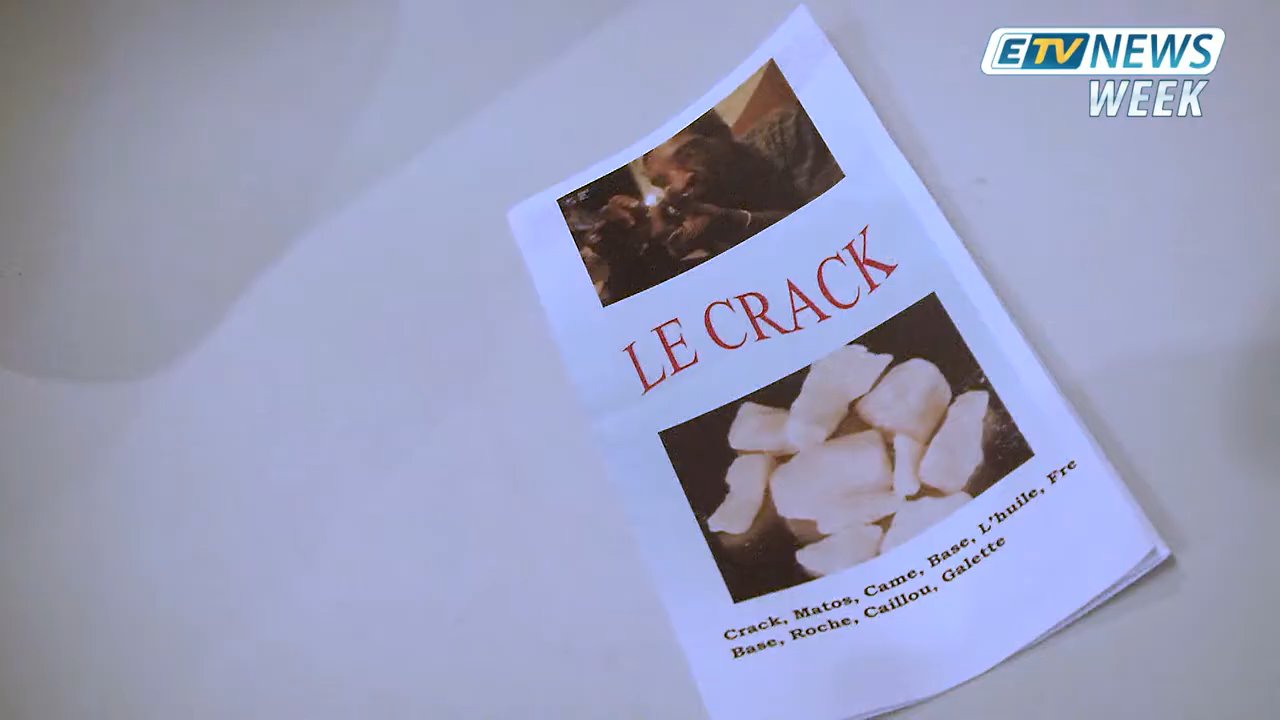 ETV NEWS
WEEK
LE CRACK
Crack, Matos, Came, Base, L'huile, Fre
Base, Roche, Caillou, Galette